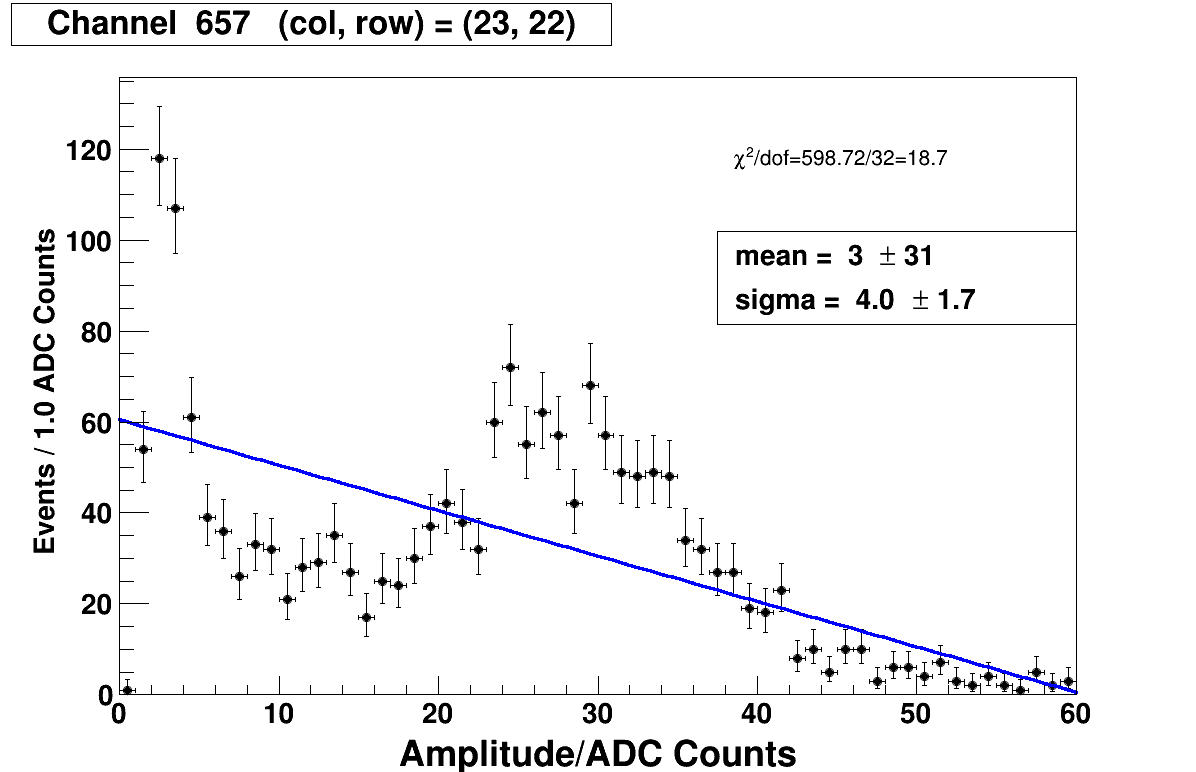 Channel 657 (col, row) = (23, 22)
χ²/dof=598.72/32=18.7
mean = 3 ± 31
sigma = 4.0 ± 1.7
Events / 1.0 ADC Counts
120
100
80
60
40
20
0
0 10 20 30 40 50 60
Amplitude/ADC Counts